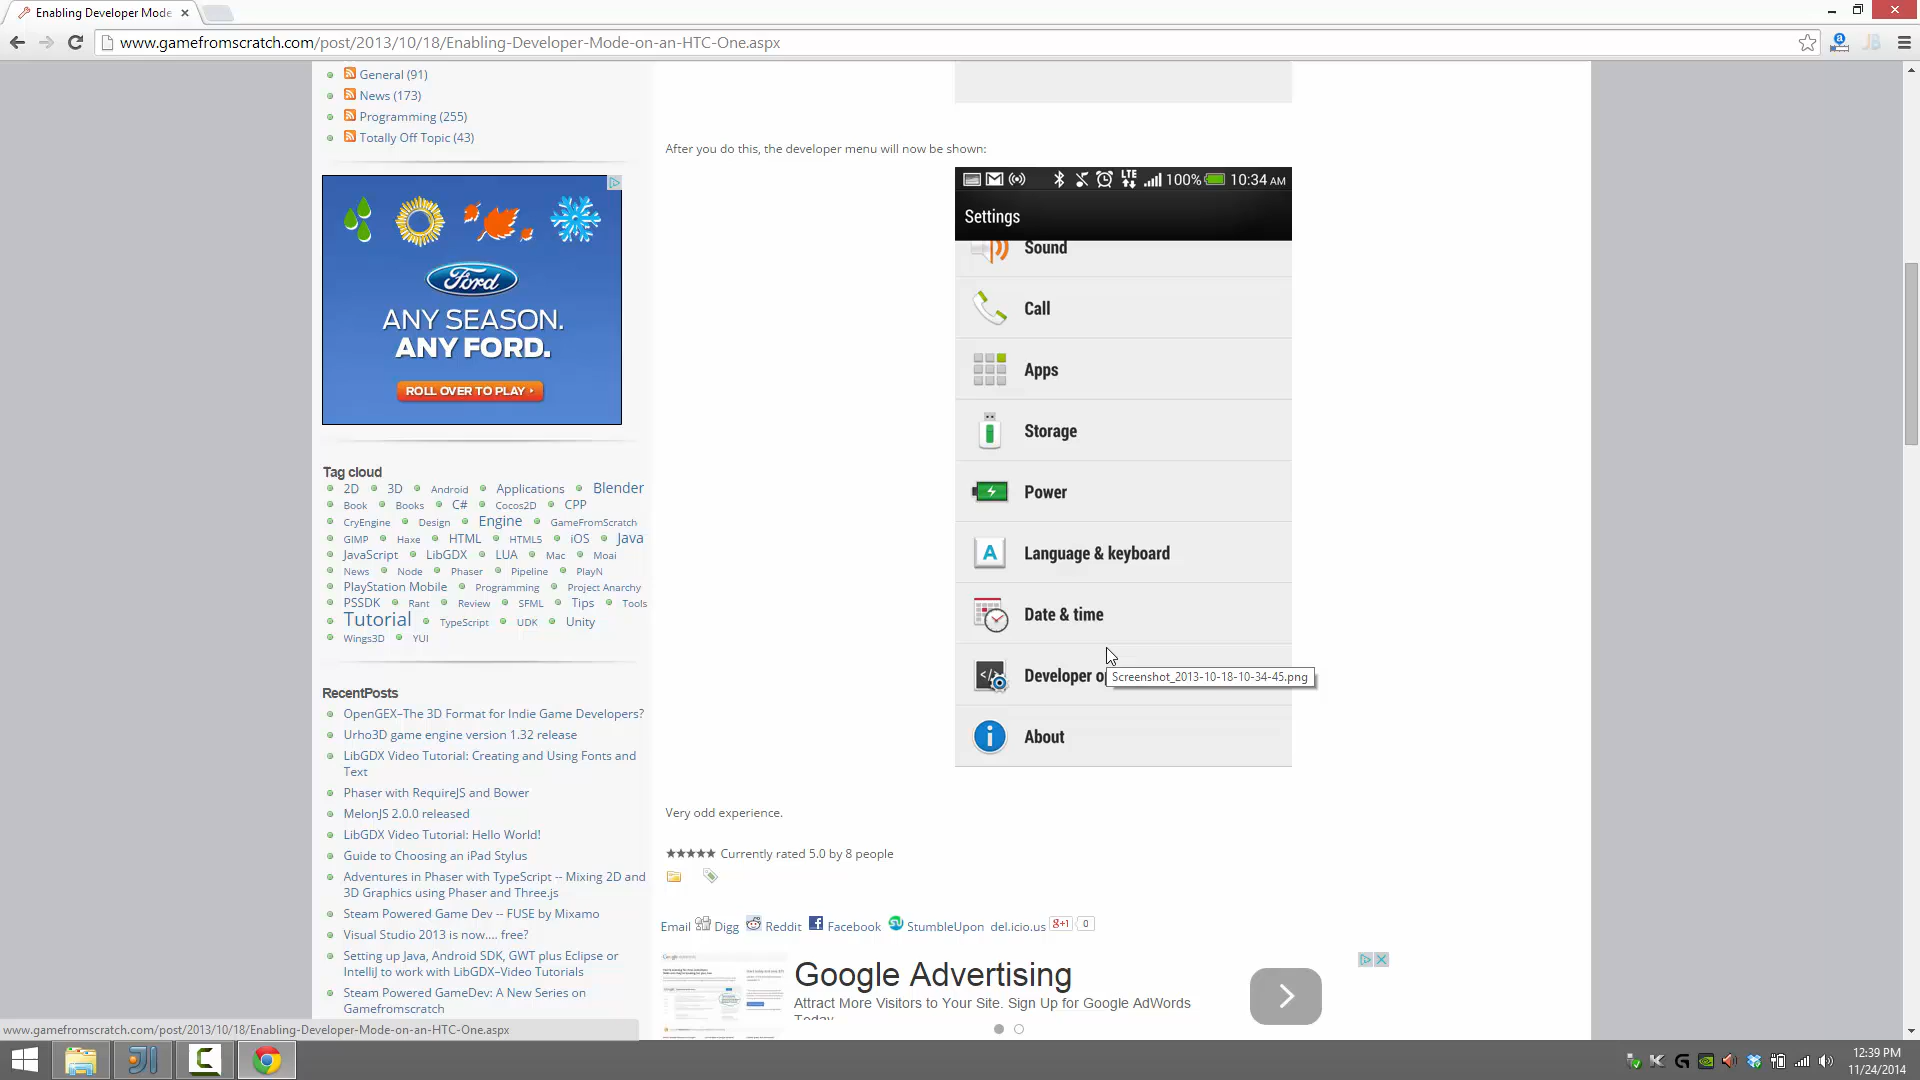 Enabling Developer Mode
www.gamefromscratch.com/post/2013/10/18/Enabling-Developer-Mode-on-an-HTC-One.aspx
General (91)
News (173)
Programming (255)
Totally Off Topic (43)
Ford
ANY SEASON.
ANY FORD.
ROLL OVER TO PLAY
Tag cloud
2D 3D Android Applications Blender
Book Books C# Cocos2D CPP
CryEngine Design Engine GameFromScratch
GIMP Haxe HTML HTML5 iOS Java
JavaScript LibGDX LUA Mac Moai
News Node Phaser Pipeline PlayN
PlayStation Mobile Programming Project Anarchy
PSSDK Rant Review SFML Tips Tools
Tutorial TypeScript UDK Unity
Wings3D YUI
RecentPosts
OpenGEX–The 3D Format for Indie Game Developers?
Urho3D game engine version 1.32 release
LibGDX Video Tutorial: Creating and Using Fonts and
Text
Phaser with RequireJS and Bower
MelonJS 2.0.0 released
LibGDX Video Tutorial: Hello World!
Guide to Choosing an iPad Stylus
Adventures in Phaser with TypeScript -- Mixing 2D and
3D Graphics using Phaser and Three.js
Steam Powered Game Dev -- FUSE by Mixamo
Visual Studio 2013 is now.... free?
Setting up Java, Android SDK, GWT plus Eclipse or
IntelliJ to work with LibGDX–Video Tutorials
Steam Powered GameDev: A New Series on
Gamefromscratch
After you do this, the developer menu will now be shown:
LTE 100% 10:34 AM
Settings
Sound
Call
Apps
Storage
Power
A Language & keyboard
Date & time
Developer o
Screenshot_2013-10-18-10-34-45.png
About
Very odd experience.
Currently rated 5.0 by 8 people
Email Digg Reddit Facebook StumbleUpon del.icio.us g+1 0
Google Advertising
Attract More Visitors to Your Site. Sign Up for Google AdWords
Today
www.gamefromscratch.com/post/2013/10/18/Enabling-Developer-Mode-on-an-HTC-One.aspx
12:39 PM
11/24/2014